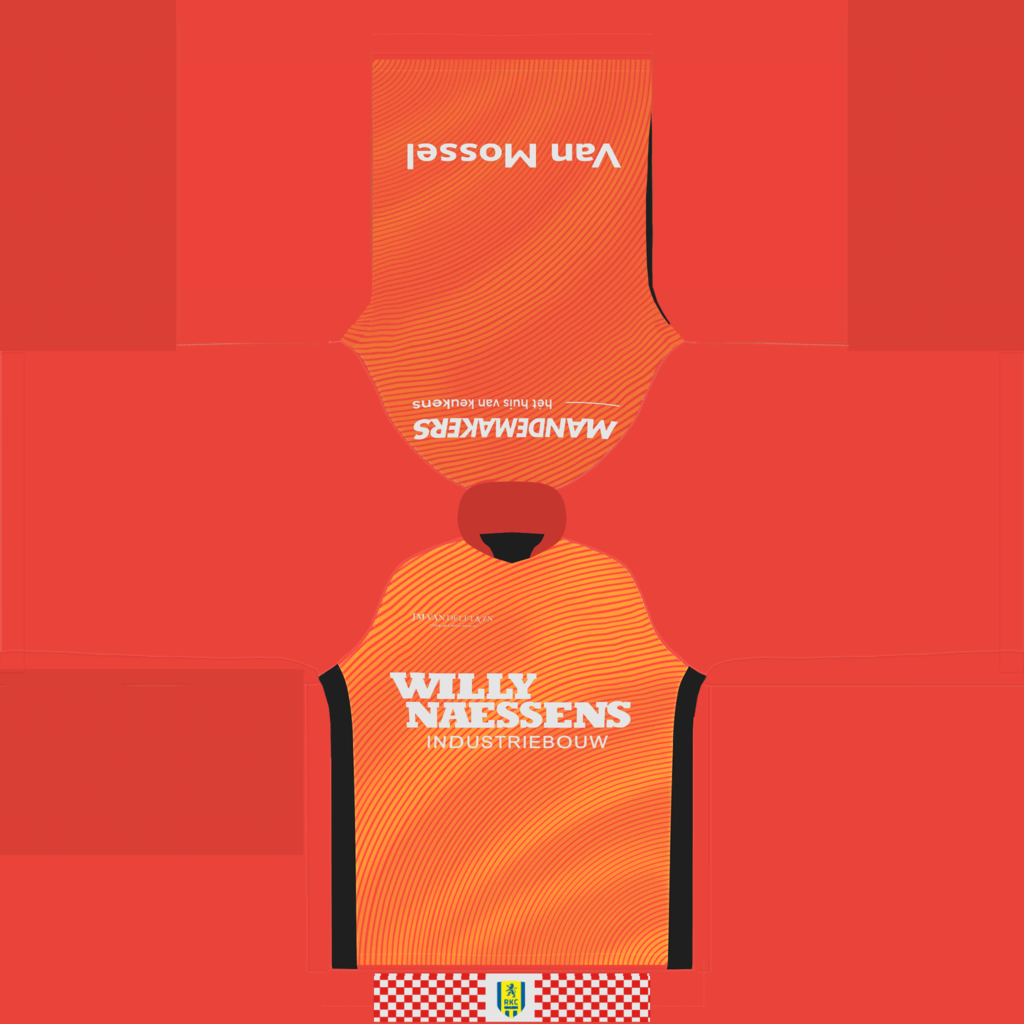 Van Mossel
het huis van keukens
MANDEMAKERS
WILLY
NAESSENS
INDUSTRIEBOUW
RKC